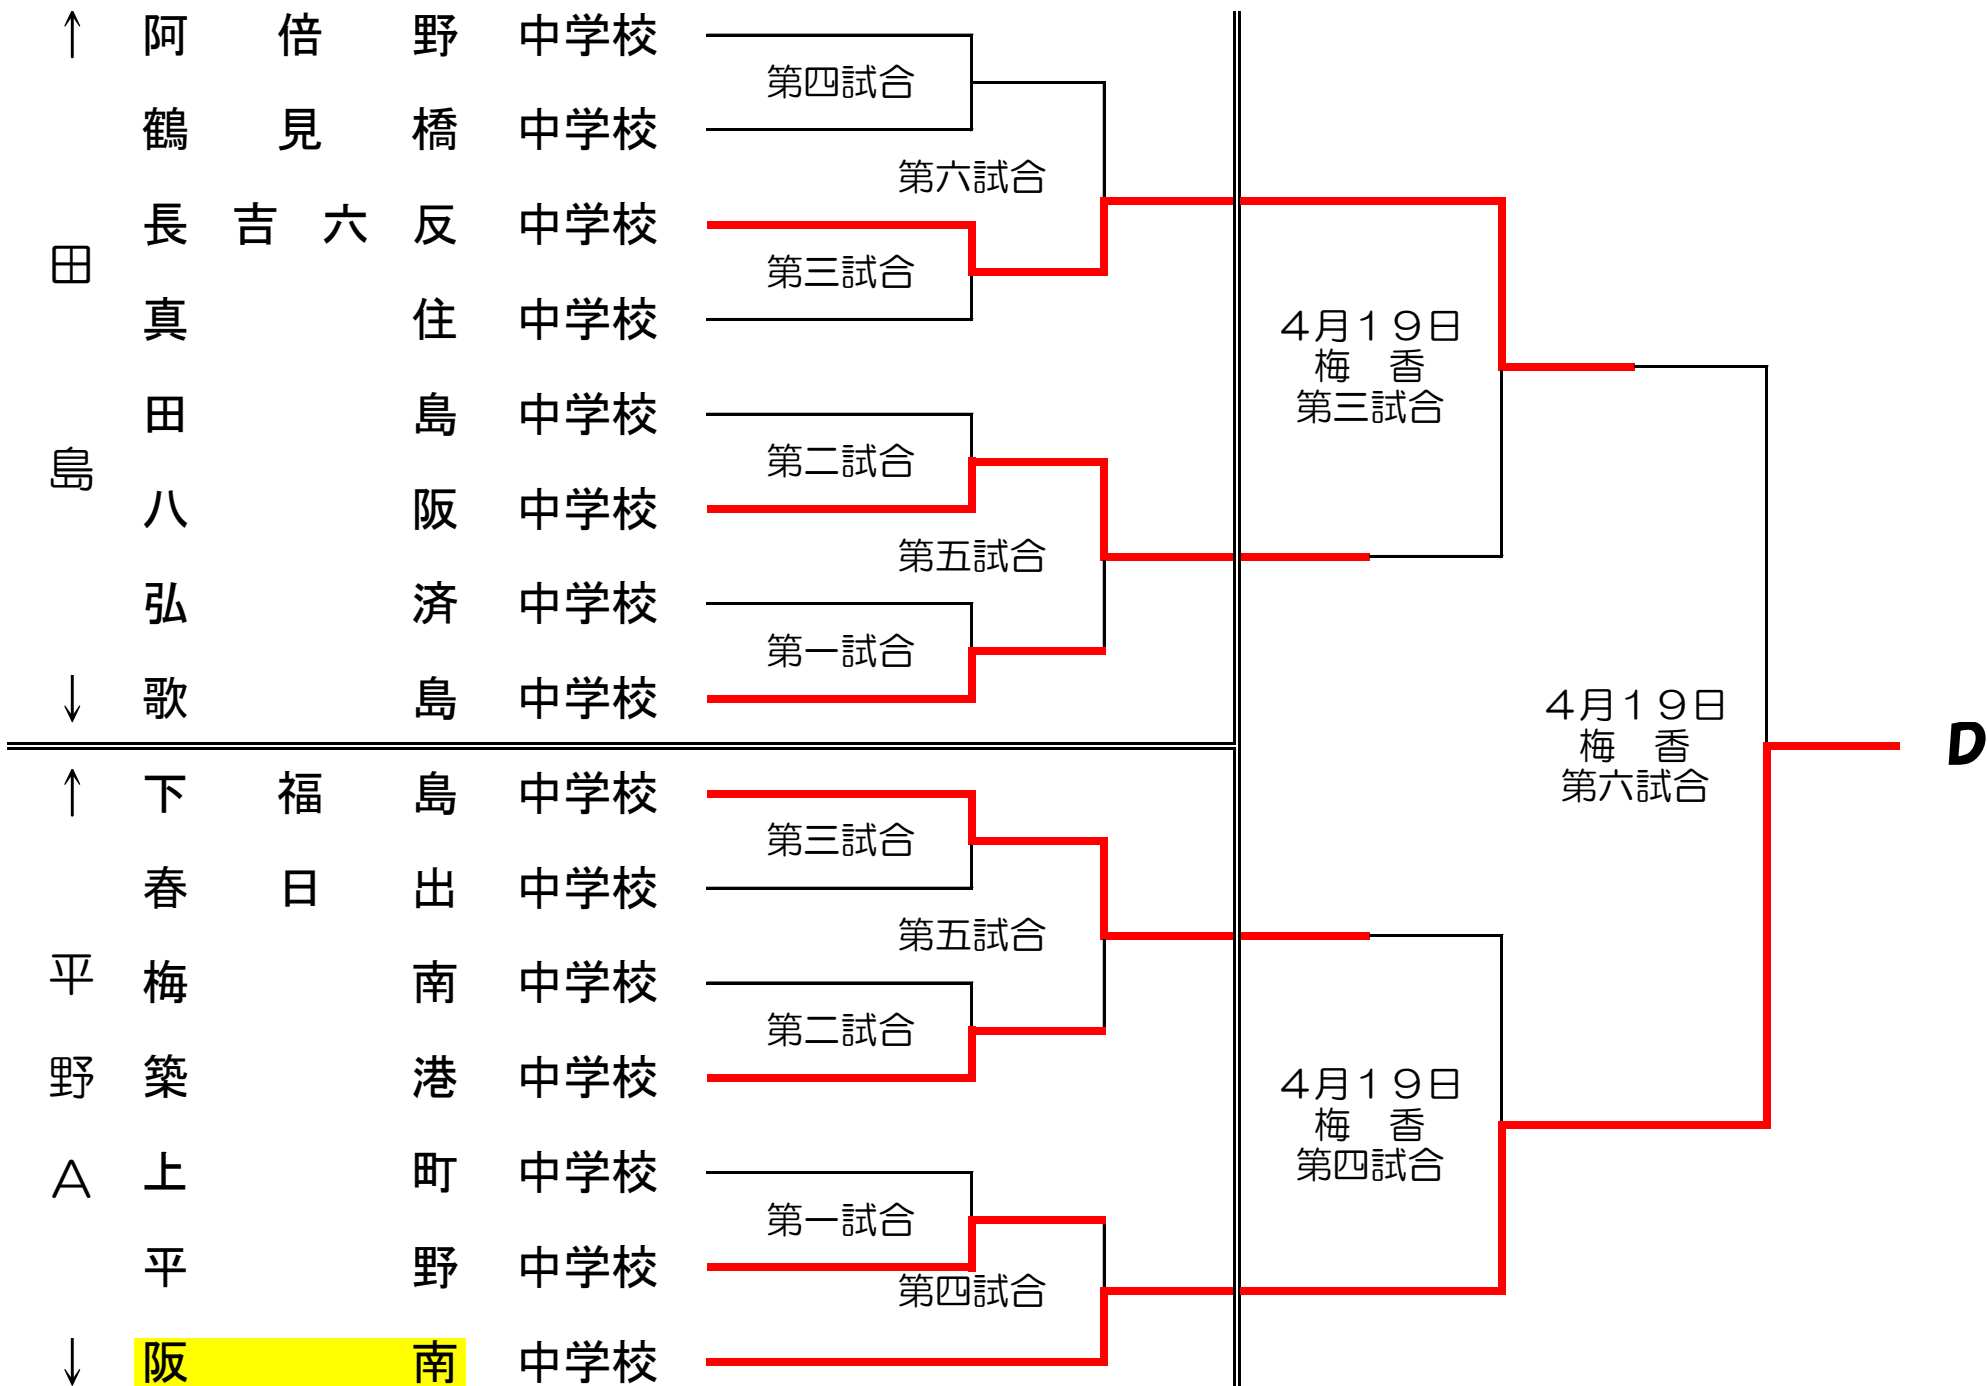 ↑ 阿倍野 中学校
第四試合
鶴見橋 中学校
第六試合
長吉六反 中学校
第三試合
真住 中学校
田島 中学校
第二試合
八阪 中学校
第五試合
弘済 中学校
第一試合
↓ 歌島 中学校
田島
4月19日
梅 香
第三試合
4月19日
梅 香
第六試合
D
↑ 下福島 中学校
第三試合
春日出 中学校
第五試合
梅南 中学校
第二試合
築港 中学校
上町 中学校
第一試合
平野 中学校
第四試合
↓ 阪南 中学校
平野A
4月19日
梅 香
第四試合